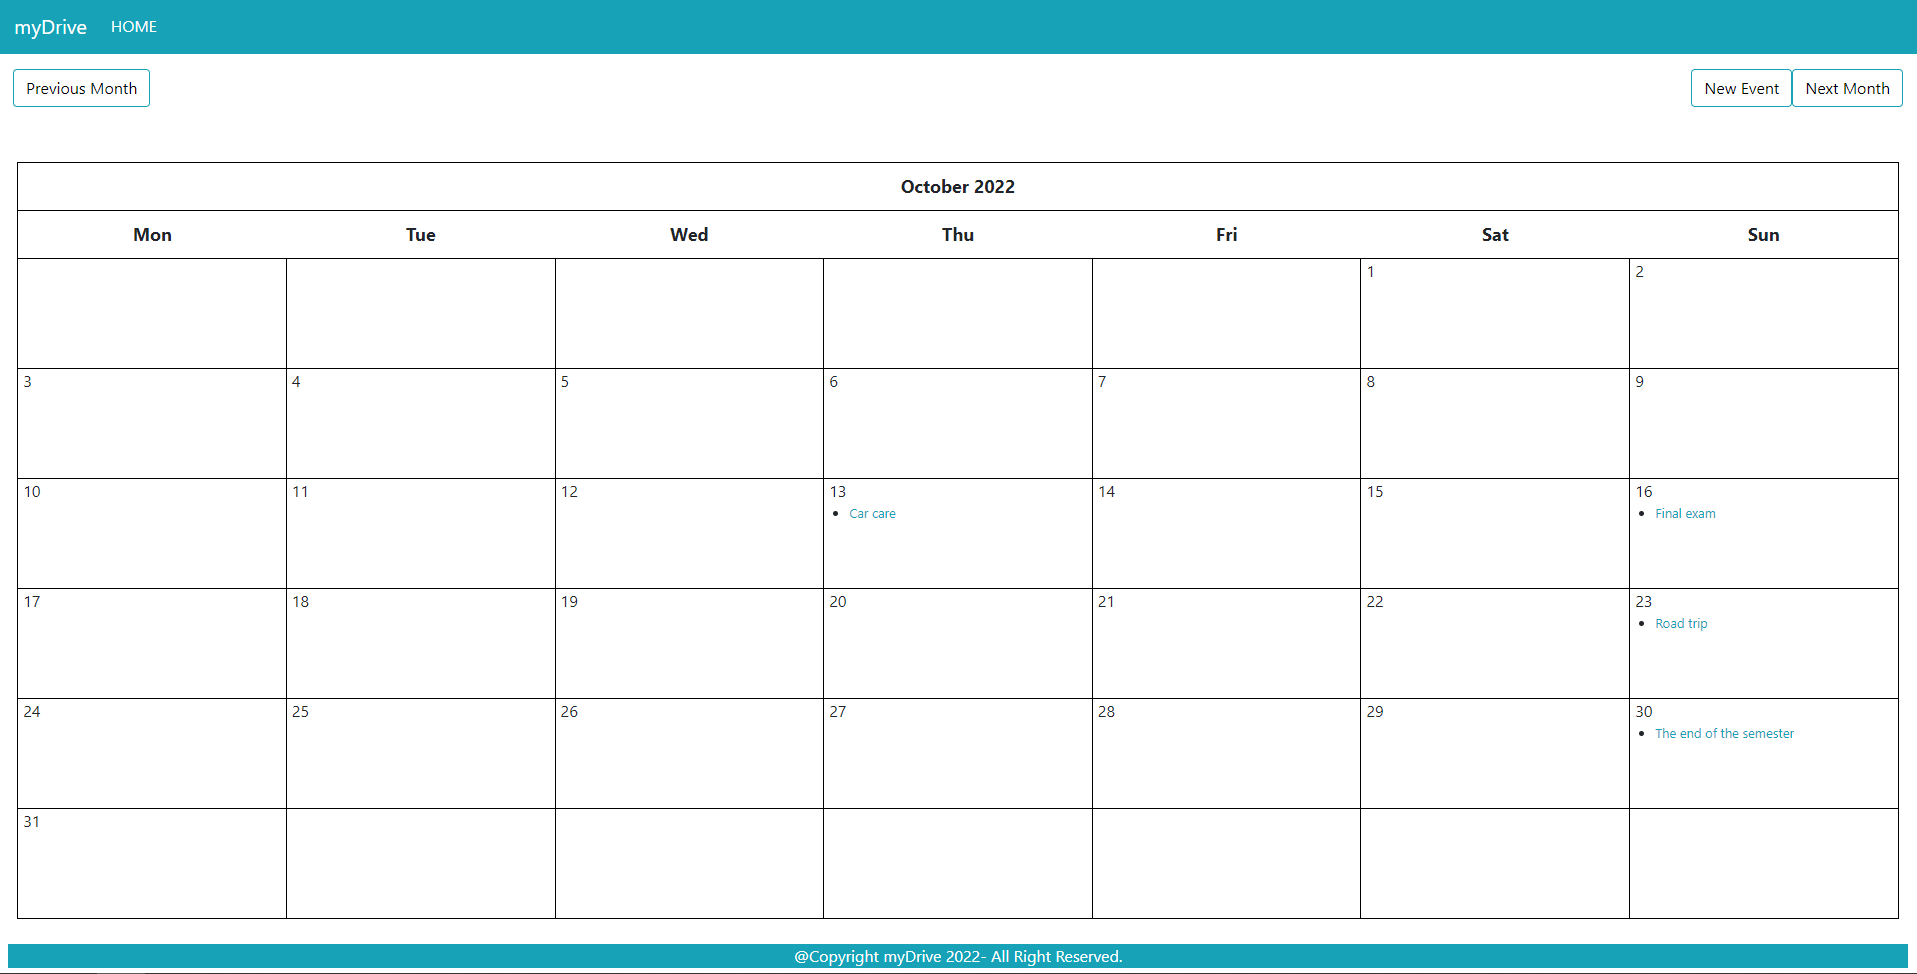 myDrive HOME
Previous Month New Event Next Month
October 2022
Mon Tue Wed Thu Fri Sat Sun
1 2
3 4 5 6 7 8 9
10 11 12 13 14 15 16
• Car care • Final exam
17 18 19 20 21 22 23
• Road trip
24 25 26 27 28 29 30
• The end of the semester
31
@Copyright myDrive 2022- All Right Reserved.